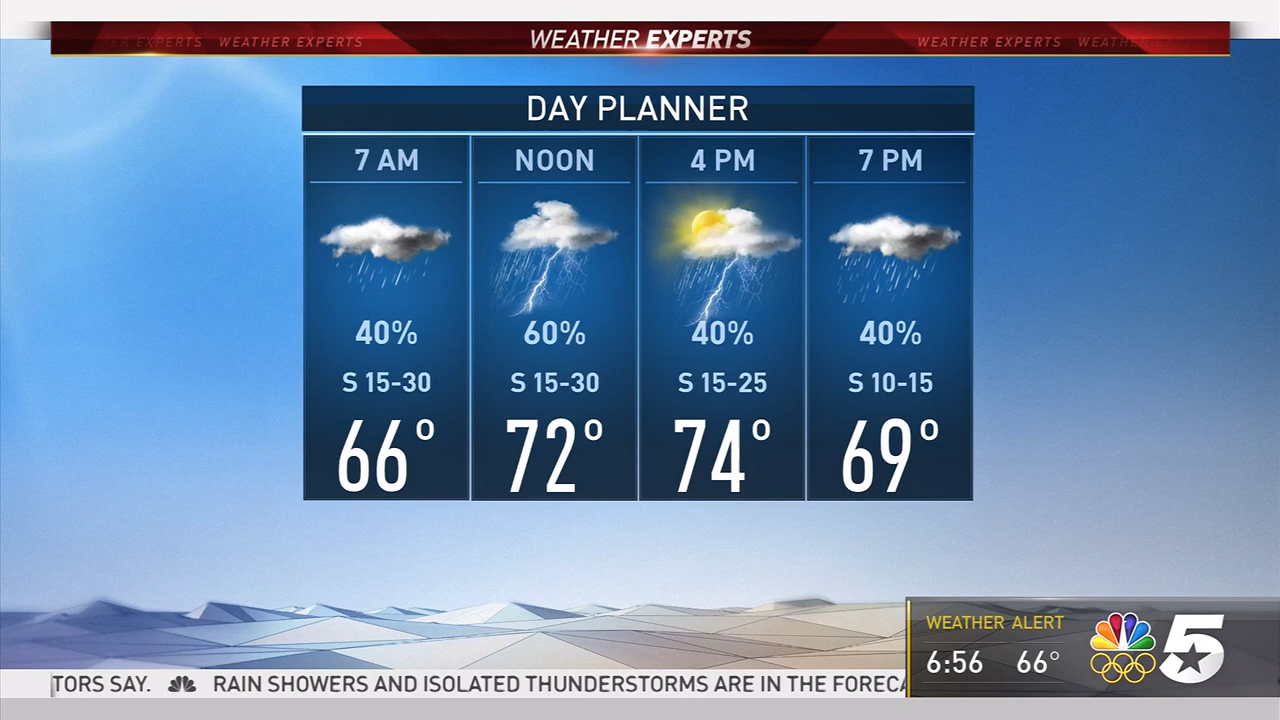 WEATHER EXPERTS WEATHER EXPERTS WEATHER EXPERTS
DAY PLANNER
7 AM NOON 4 PM 7 PM
40% 60% 40% 40%
S 15-30 S 15-30 S 15-25 S 10-15
66° 72° 74° 69°
WEATHER ALERT
6:56 66°
5
TORS SAY. RAIN SHOWERS AND ISOLATED THUNDERSTORMS ARE IN THE FORECA